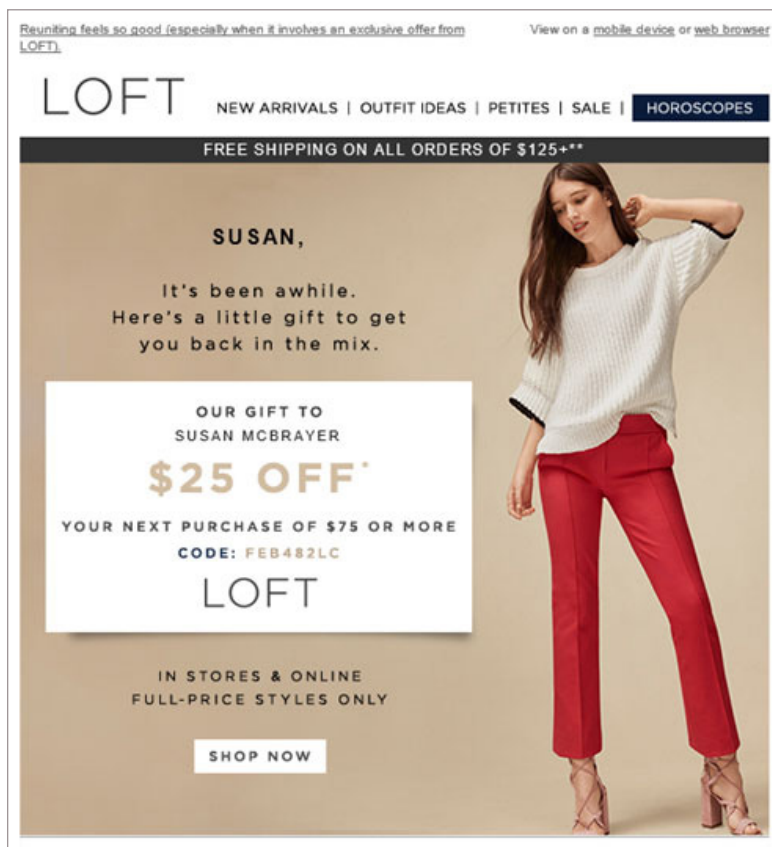 Reuniting feels so good (especially when it involves an exclusive offer from
LOFT).
View on a mobile device or web browser
LOFT
NEW ARRIVALS | OUTFIT IDEAS | PETITES | SALE | HOROSCOPES
FREE SHIPPING ON ALL ORDERS OF $125+**
SUSAN,
It's been awhile.
Here's a little gift to get
you back in the mix.
OUR GIFT TO
SUSAN MCBRAYER
$25 OFF*
YOUR NEXT PURCHASE OF $75 OR MORE
CODE: FEB482LC
LOFT
IN STORES & ONLINE
FULL-PRICE STYLES ONLY
SHOP NOW